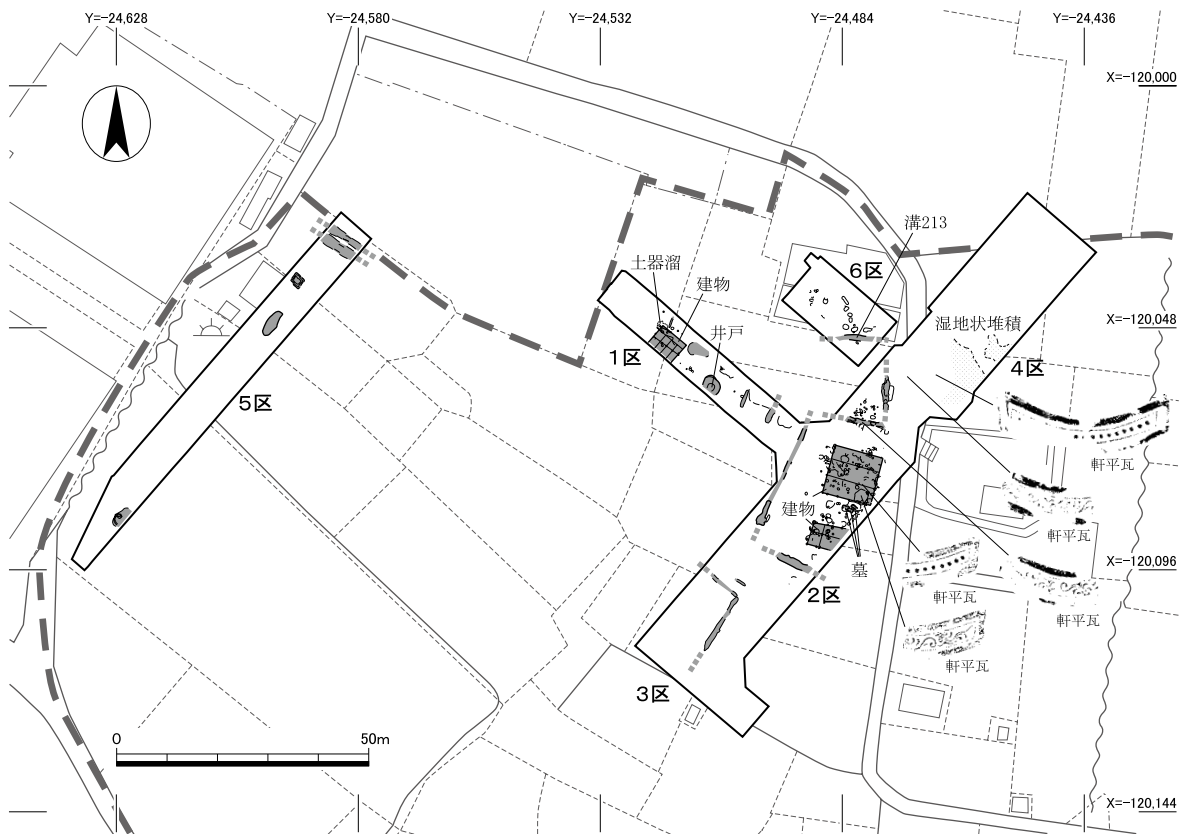 Y=-24,628
Y=-24,580
Y=-24,532
Y=-24,484
Y=-24,436
X=-120,000
溝213
6区
土器溜
建物
湿地状堆積
X=-120,048
井戸
1区
4区
5区
軒平瓦
建物
軒平瓦
墓
X=-120,096
2区
軒平瓦
軒平瓦
軒平瓦
3区
0
50m
X=-120,144